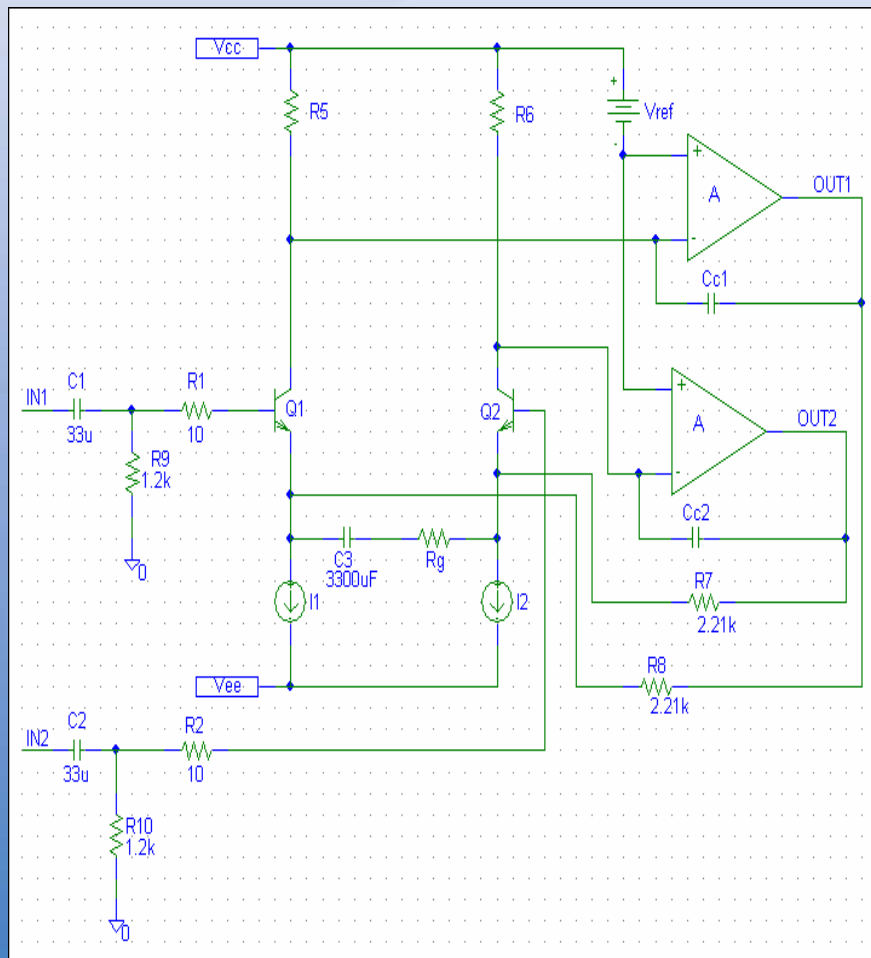 Vcc
R5
R6
+
Vref
-
+
A
OUT1
-
Cc1
IN1
C1
33u
R1
10
Q1
Q2
+
A
OUT2
-
R9
1.2k
0
Cc2
C3
3300uF
Rg
I1
I2
R7
2.21k
Vee
R8
2.21k
IN2
C2
33u
R2
10
R10
1.2k
0